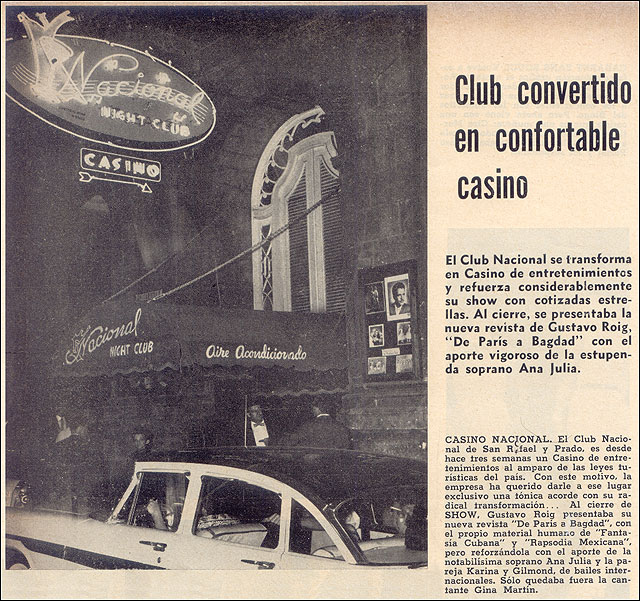 Nacional
NIGHT CLUB
CASINO
Nacional
NIGHT CLUB
Aire Acondicionado
Club convertido
en confortable
casino
El Club Nacional se transforma
en Casino de entretenimientos
y refuerza considerablemente
su show con cotizadas estre-
llas. Al cierre, se presentaba la
nueva revista de Gustavo Roig,
"De París a Bagdad" con el
aporte vigoroso de la estupen-
da soprano Ana Julia.
CASINO NACIONAL. El Club Nacio-
nal de San Rafael y Prado, es desde
hace tres semanas un Casino de entre-
tenimientos al amparo de las leyes tu-
rísticas del país. Con este motivo, la
empresa ha querido darle a ese lugar
exclusivo una tónica acorde con su ra-
dical transformación... Al cierre de
SHOW, Gustavo Roig presentaba su
nueva revista "De París a Bagdad", con
el propio material humano de "Fanta-
sía Cubana" y "Rapsodia Mexicana",
pero reforzándola con el aporte de la
notabilísima soprano Ana Julia y la pa-
reja Karina y Gilmond, de bailes inter-
nacionales. Sólo quedaba fuera la can-
tante Gina Martín.